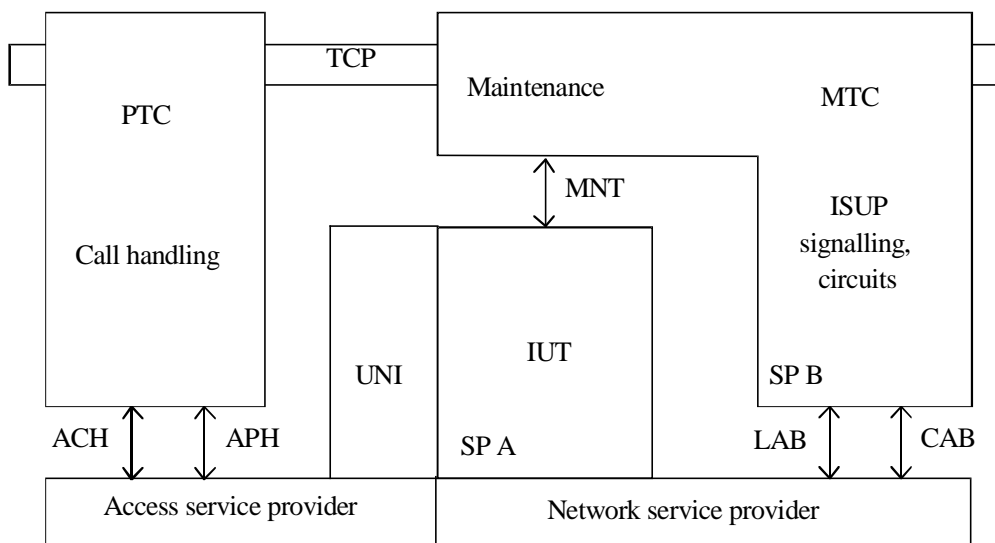 TCP
Maintenance
MTC
PTC
MNT
ISUP
signalling,
circuits
Call handling
IUT
UNI
SP B
ACH
APH
SP A
LAB
CAB
Access service provider
Network service provider